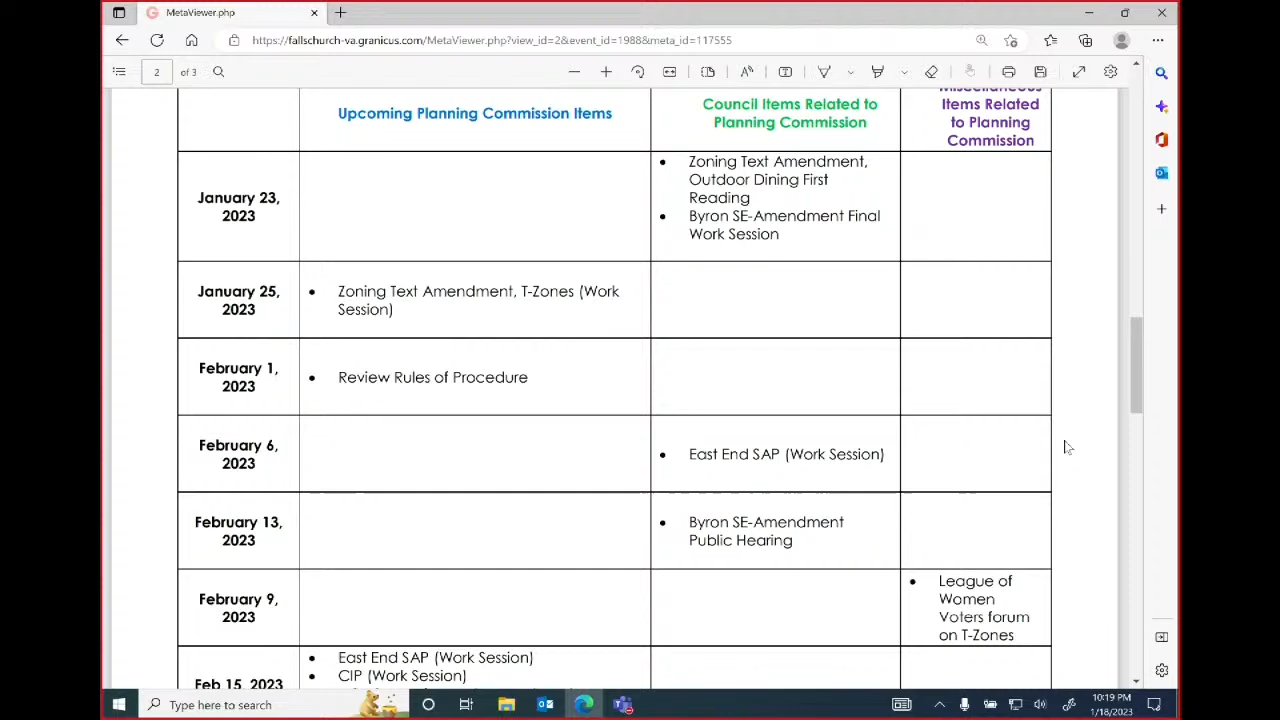 MetaViewer.php
https://fallschurch-va.granicus.com/MetaViewer.php?view_id=2&event_id=1988&meta_id=117555
2 of 3
Upcoming Planning Commission Items
Council Items Related to
Planning Commission
Miscellaneous
Items Related
to Planning
Commission
January 23,
2023
Zoning Text Amendment,
Outdoor Dining First
Reading
Byron SE-Amendment Final
Work Session
January 25,
2023
Zoning Text Amendment, T-Zones (Work
Session)
February 1,
2023
Review Rules of Procedure
February 6,
2023
East End SAP (Work Session)
February 13,
2023
Byron SE-Amendment
Public Hearing
February 9,
2023
League of
Women
Voters forum
on T-Zones
Feb 15, 2023
East End SAP (Work Session)
CIP (Work Session)
Type here to search
10:19 PM
1/18/2023